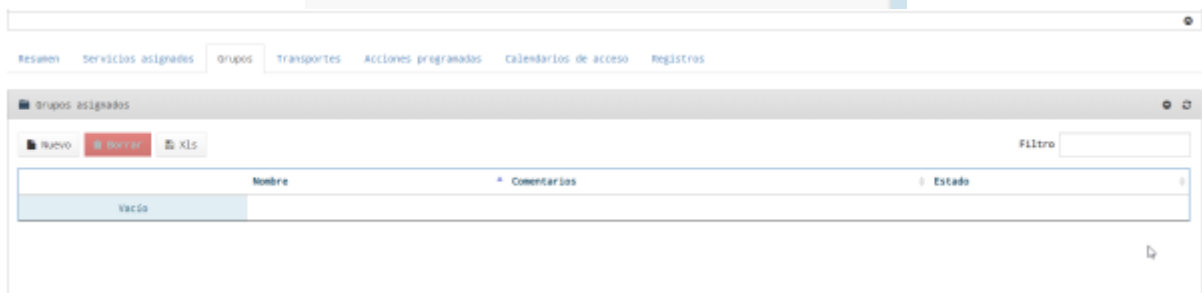 Resumen Servicios asignados Grupos Transportes Acciones programadas Calendarios de acceso Registros
Grupos asignados
Nuevo Borrar Xls Filtro
Nombre Comentarios Estado
Vacío